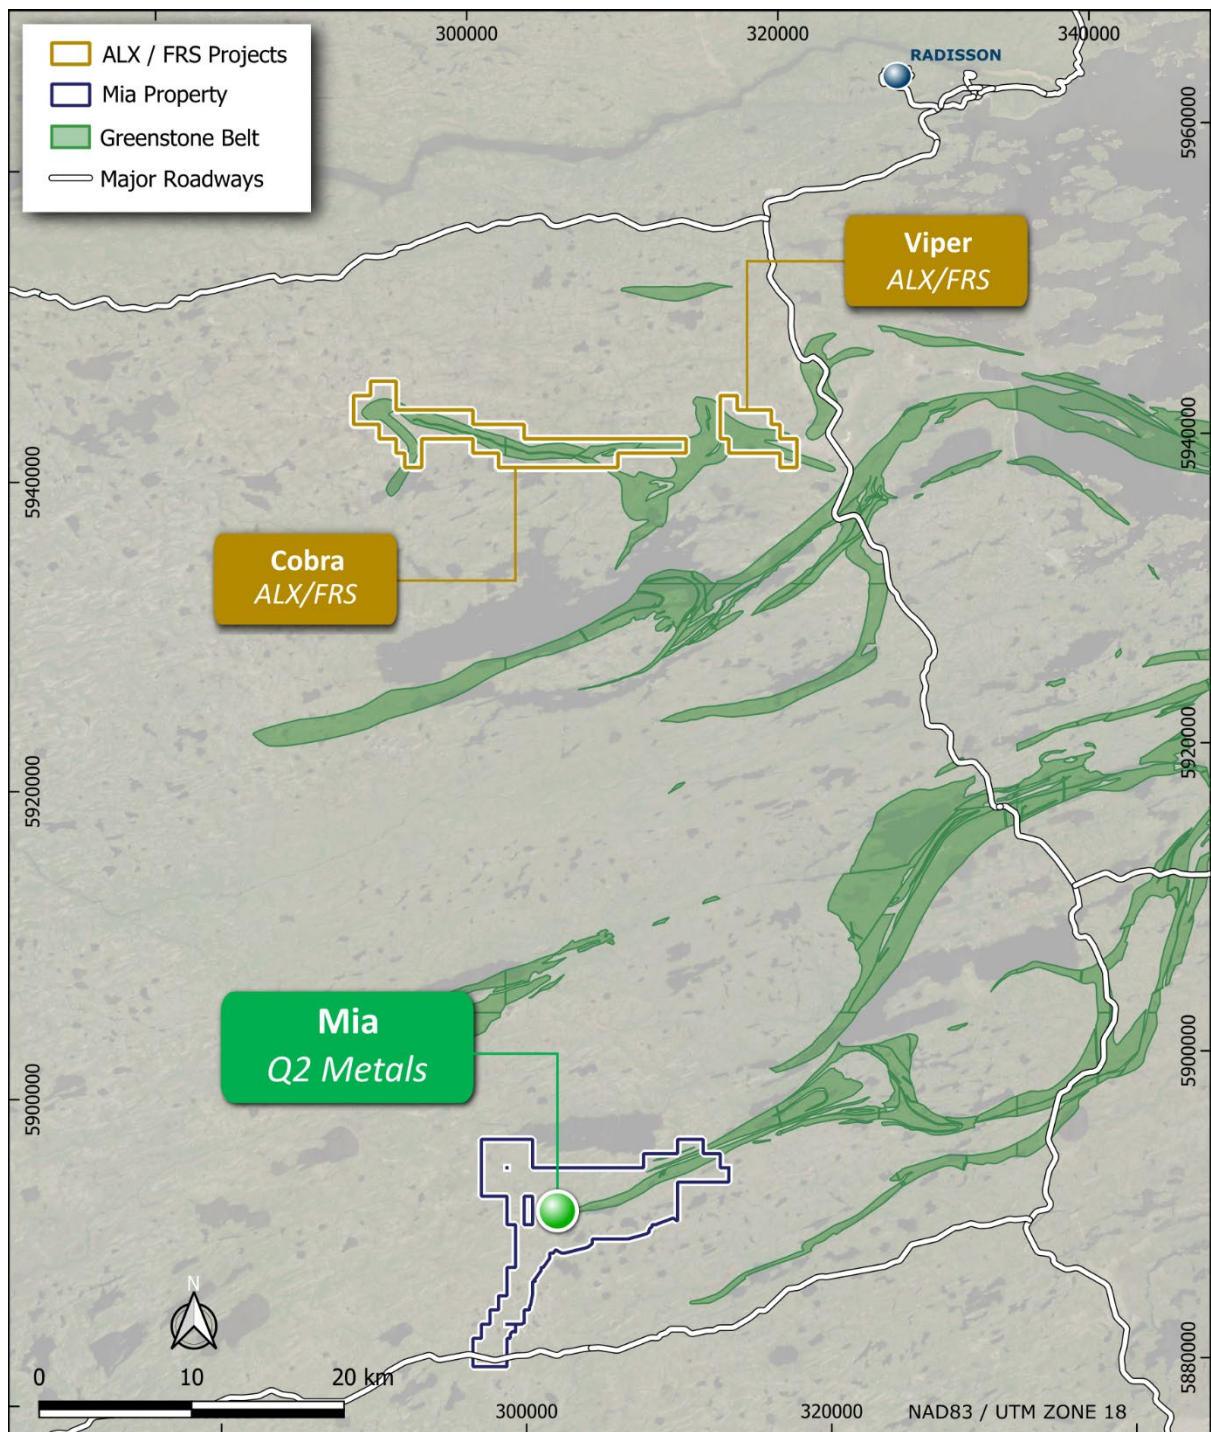 300000
320000
340000
ALX / FRS Projects
Mia Property
Greenstone Belt
Major Roadways
RADISSON
5960000
Viper
ALX/FRS
5940000
5940000
Cobra
ALX/FRS
5920000
5920000
Mia
Q2 Metals
5900000
5900000
N
0
10
20 km
5880000
300000
320000
NAD83 / UTM ZONE 18